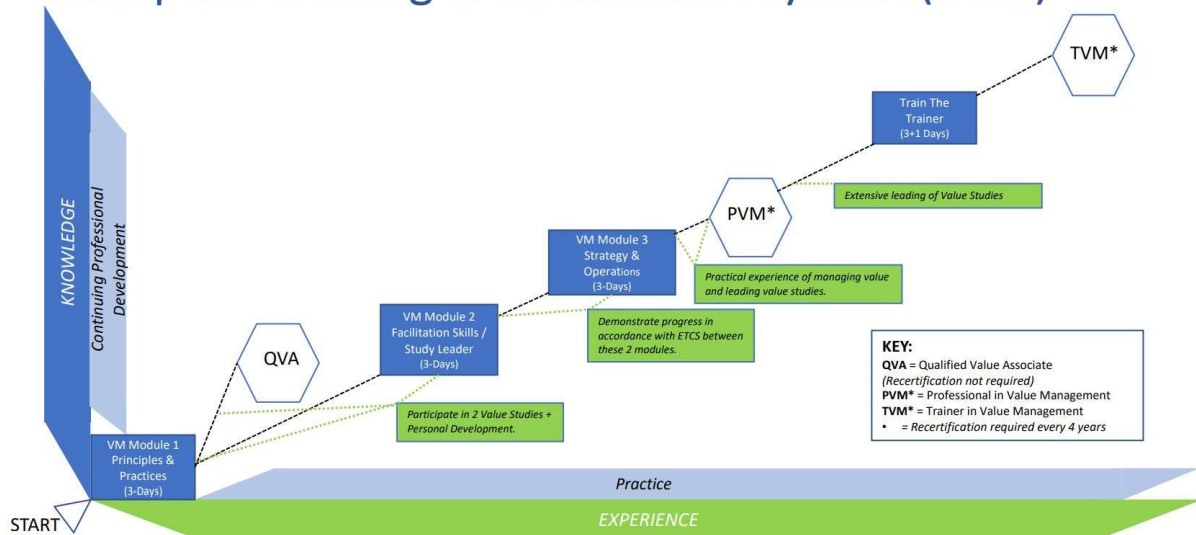 TVM*
Train The
Trainer
(3+1 Days)
Extensive leading of Value Studies
PVM*
VM Module 3
Strategy &
Operations
(3-Days)
Practical experience of managing value
and leading value studies.
VM Module 2
Facilitation Skills /
Study Leader
(3-Days)
Demonstrate progress in
accordance with ETCS between
these 2 modules.
QVA
Participate in 2 Value Studies +
Personal Development.
KEY:
QVA = Qualified Value Associate
(Recertification not required)
PVM* = Professional in Value Management
TVM* = Trainer in Value Management
• = Recertification required every 4 years
KNOWLEDGE
Continuing Professional
Development
VM Module 1
Principles &
Practices
(3-Days)
Practice
EXPERIENCE
START